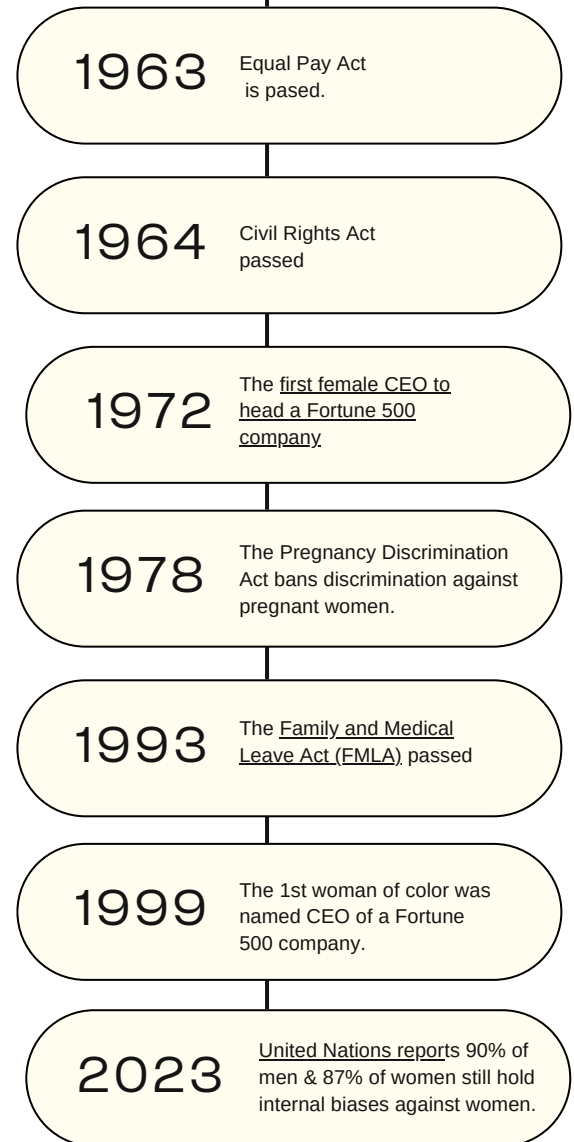 1963
Equal Pay Act
is pased.
1964
Civil Rights Act
passed
1972
The first female CEO to
head a Fortune 500
company
1978
The Pregnancy Discrimination
Act bans discrimination against
pregnant women.
1993
The Family and Medical
Leave Act (FMLA) passed
1999
The 1st woman of color was
named CEO of a Fortune
500 company.
2023
United Nations reports 90% of
men & 87% of women still hold
internal biases against women.